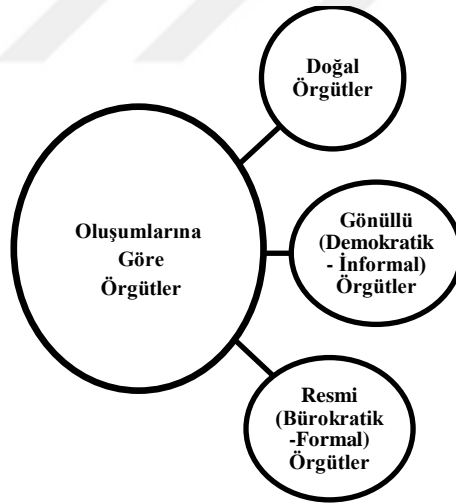 Doğal
Örgütler
Oluşumlarına
Göre
Örgütler
Gönüllü
(Demokratik
- İnformal)
Örgütler
Resmi
(Bürokratik
-Formal)
Örgütler